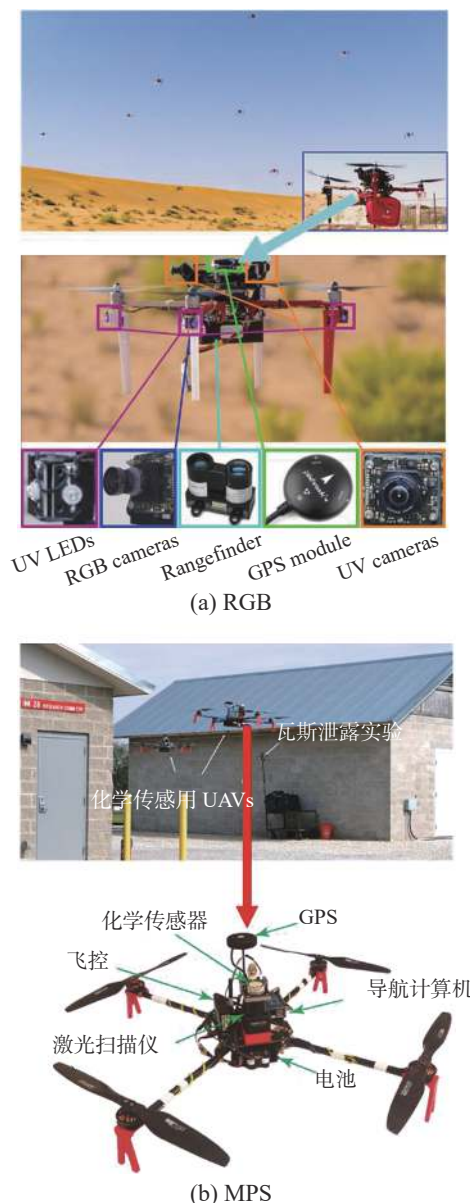 UV LEDs
RGB cameras
Rangefinder
GPS module
UV cameras
(a) RGB
瓦斯泄露实验
化学传感用 UAVs
化学传感器
GPS
飞控
导航计算机
激光扫描仪
电池
(b) MPS